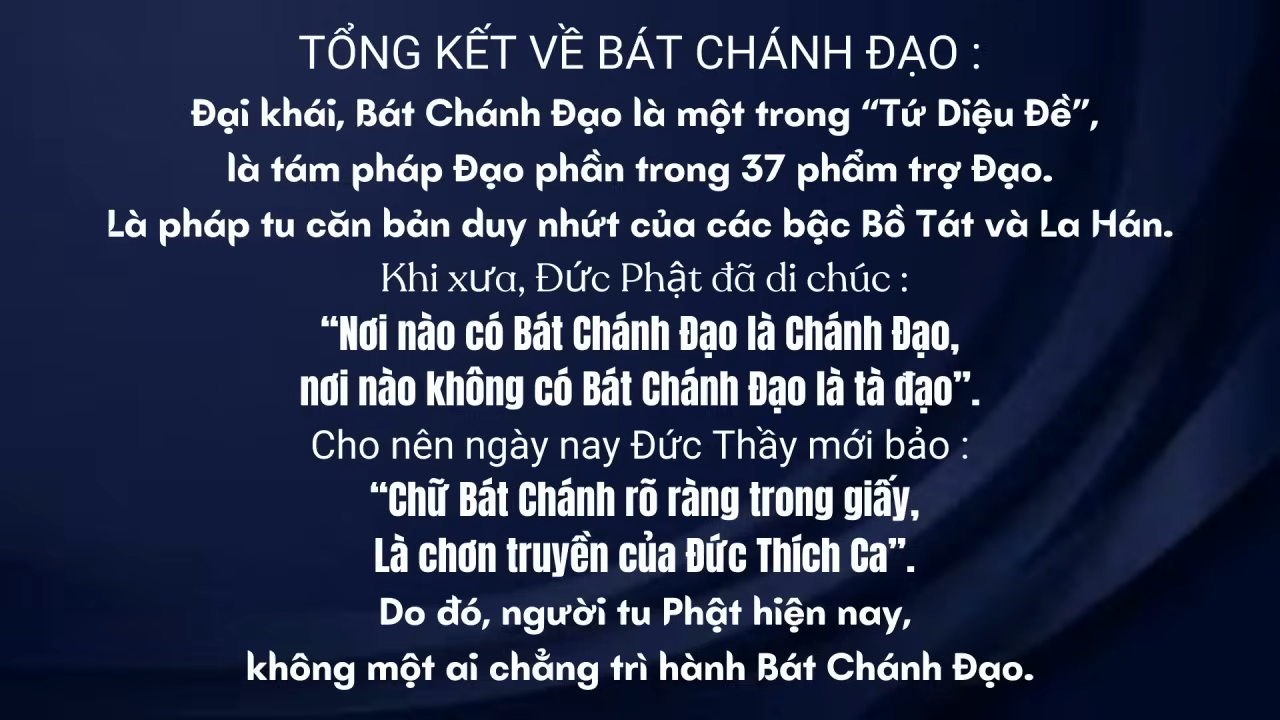 TỔNG KẾT VỀ BÁT CHÁNH ĐẠO :
Đại khái, Bát Chánh Đạo là một trong “Tứ Diệu Đề”,
là tám pháp Đạo phần trong 37 phẩm trợ Đạo.
Là pháp tu căn bản duy nhứt của các bậc Bồ Tát và La Hán.
Khi xưa, Đức Phật đã di chúc :
“Nơi nào có Bát Chánh Đạo là Chánh Đạo,
nơi nào không có Bát Chánh Đạo là tà đạo”.
Cho nên ngày nay Đức Thầy mới bảo :
“Chữ Bát Chánh rõ ràng trong giấy,
Là chơn truyền của Đức Thích Ca”.
Do đó, người tu Phật hiện nay,
không một ai chẳng trì hành Bát Chánh Đạo.